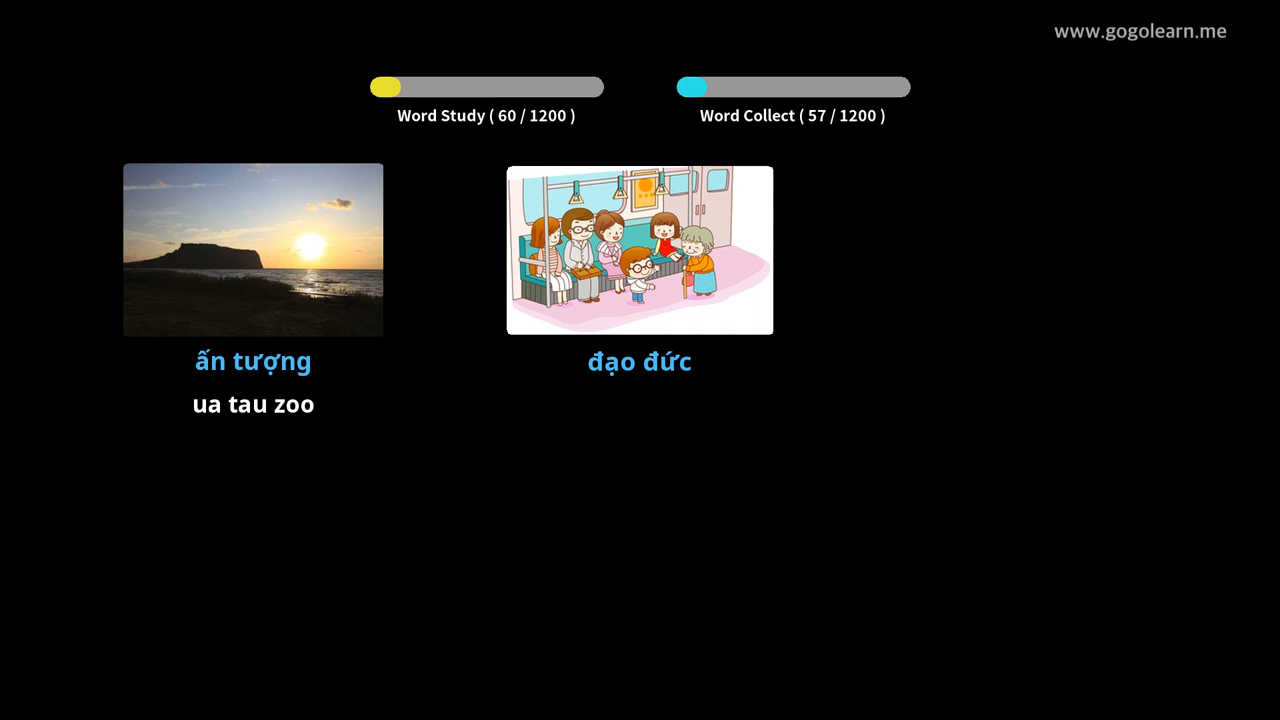 www.gogolearn.me
Word Study ( 60 / 1200 )
Word Collect ( 57 / 1200 )
ấn tượng
đạo đức
ua tau zoo